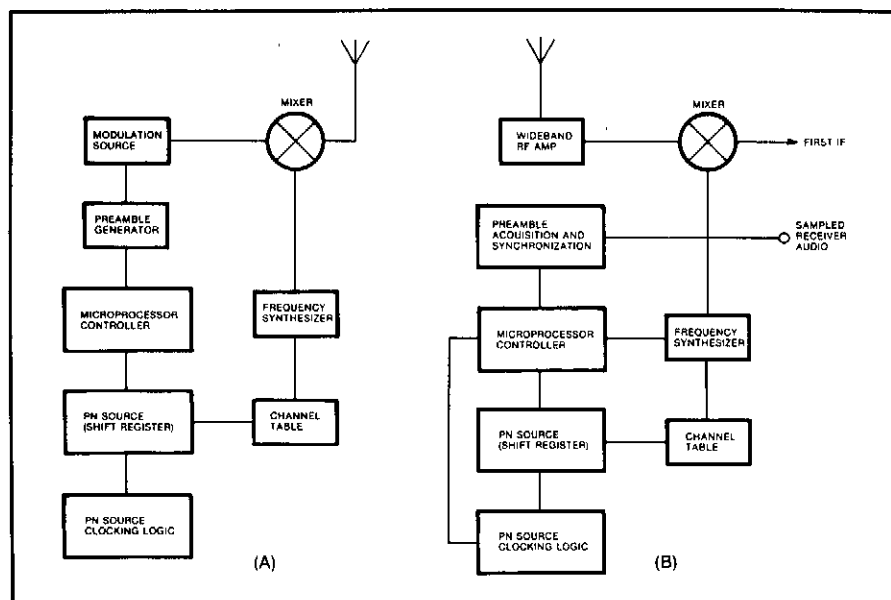 MIXER
MODULATION
SOURCE
PREAMBLE
GENERATOR
MICROPROCESSOR
CONTROLLER
FREQUENCY
SYNTHESIZER
PN SOURCE
(SHIFT REGISTER)
CHANNEL
TABLE
PN SOURCE
CLOCKING LOGIC
(A)
MIXER
WIDEBAND
RF AMP
FIRST IF
PREAMBLE
ACQUISITION AND
SYNCHRONIZATION
SAMPLED
RECEIVER
AUDIO
MICROPROCESSOR
CONTROLLER
FREQUENCY
SYNTHESIZER
PN SOURCE
(SHIFT REGISTER)
CHANNEL
TABLE
PN SOURCE
CLOCKING LOGIC
(B)